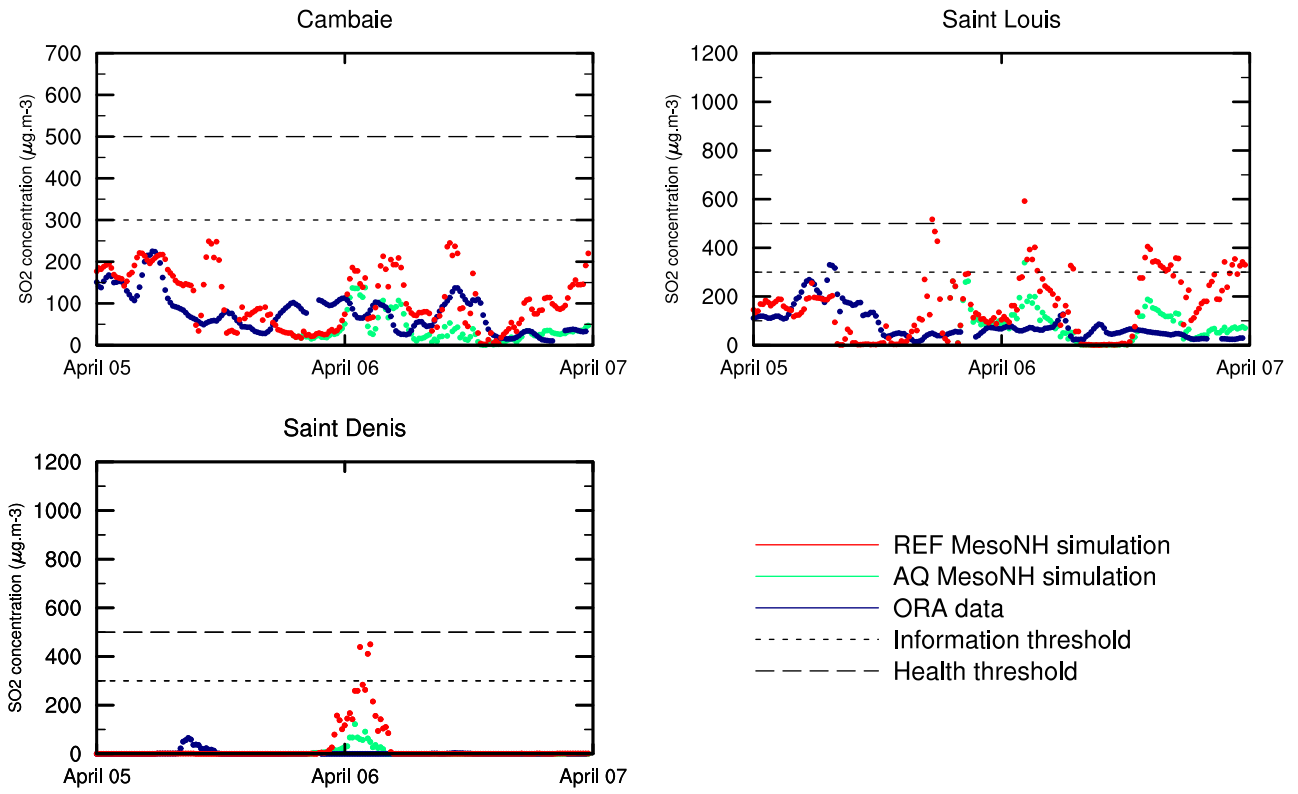 Cambaie
SO2 concentration (μg.m-3)
700
600
500
400
300
200
100
0
April 05
April 06
April 07
Saint Louis
SO2 concentration (μg.m-3)
1200
1000
800
600
400
200
0
April 05
April 06
April 07
Saint Denis
SO2 concentration (μg.m-3)
1200
1000
800
600
400
200
0
April 05
April 06
April 07
REF MesoNH simulation
AQ MesoNH simulation
ORA data
Information threshold
Health threshold